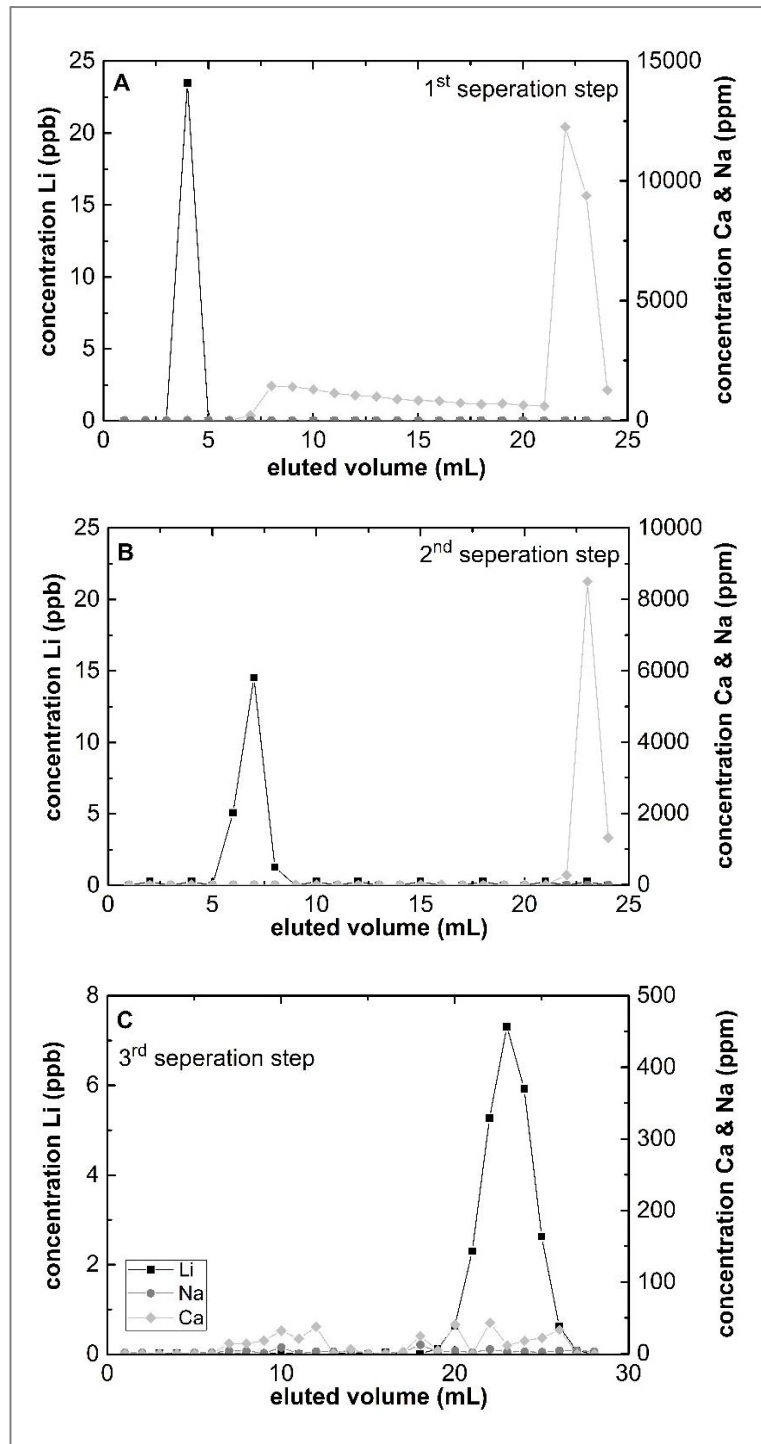 A
1st seperation step
concentration Li (ppb)
25
20
15
10
5
0
concentration Ca & Na (ppm)
15000
10000
5000
0
0 5 10 15 20 25
eluted volume (mL)
B
2nd seperation step
concentration Li (ppb)
25
20
15
10
5
0
concentration Ca & Na (ppm)
10000
8000
6000
4000
2000
0
0 5 10 15 20 25
eluted volume (mL)
C
3rd seperation step
concentration Li (ppb)
8
6
4
2
0
concentration Ca & Na (ppm)
500
400
300
200
100
0
Li
Na
Ca
0 10 20 30
eluted volume (mL)